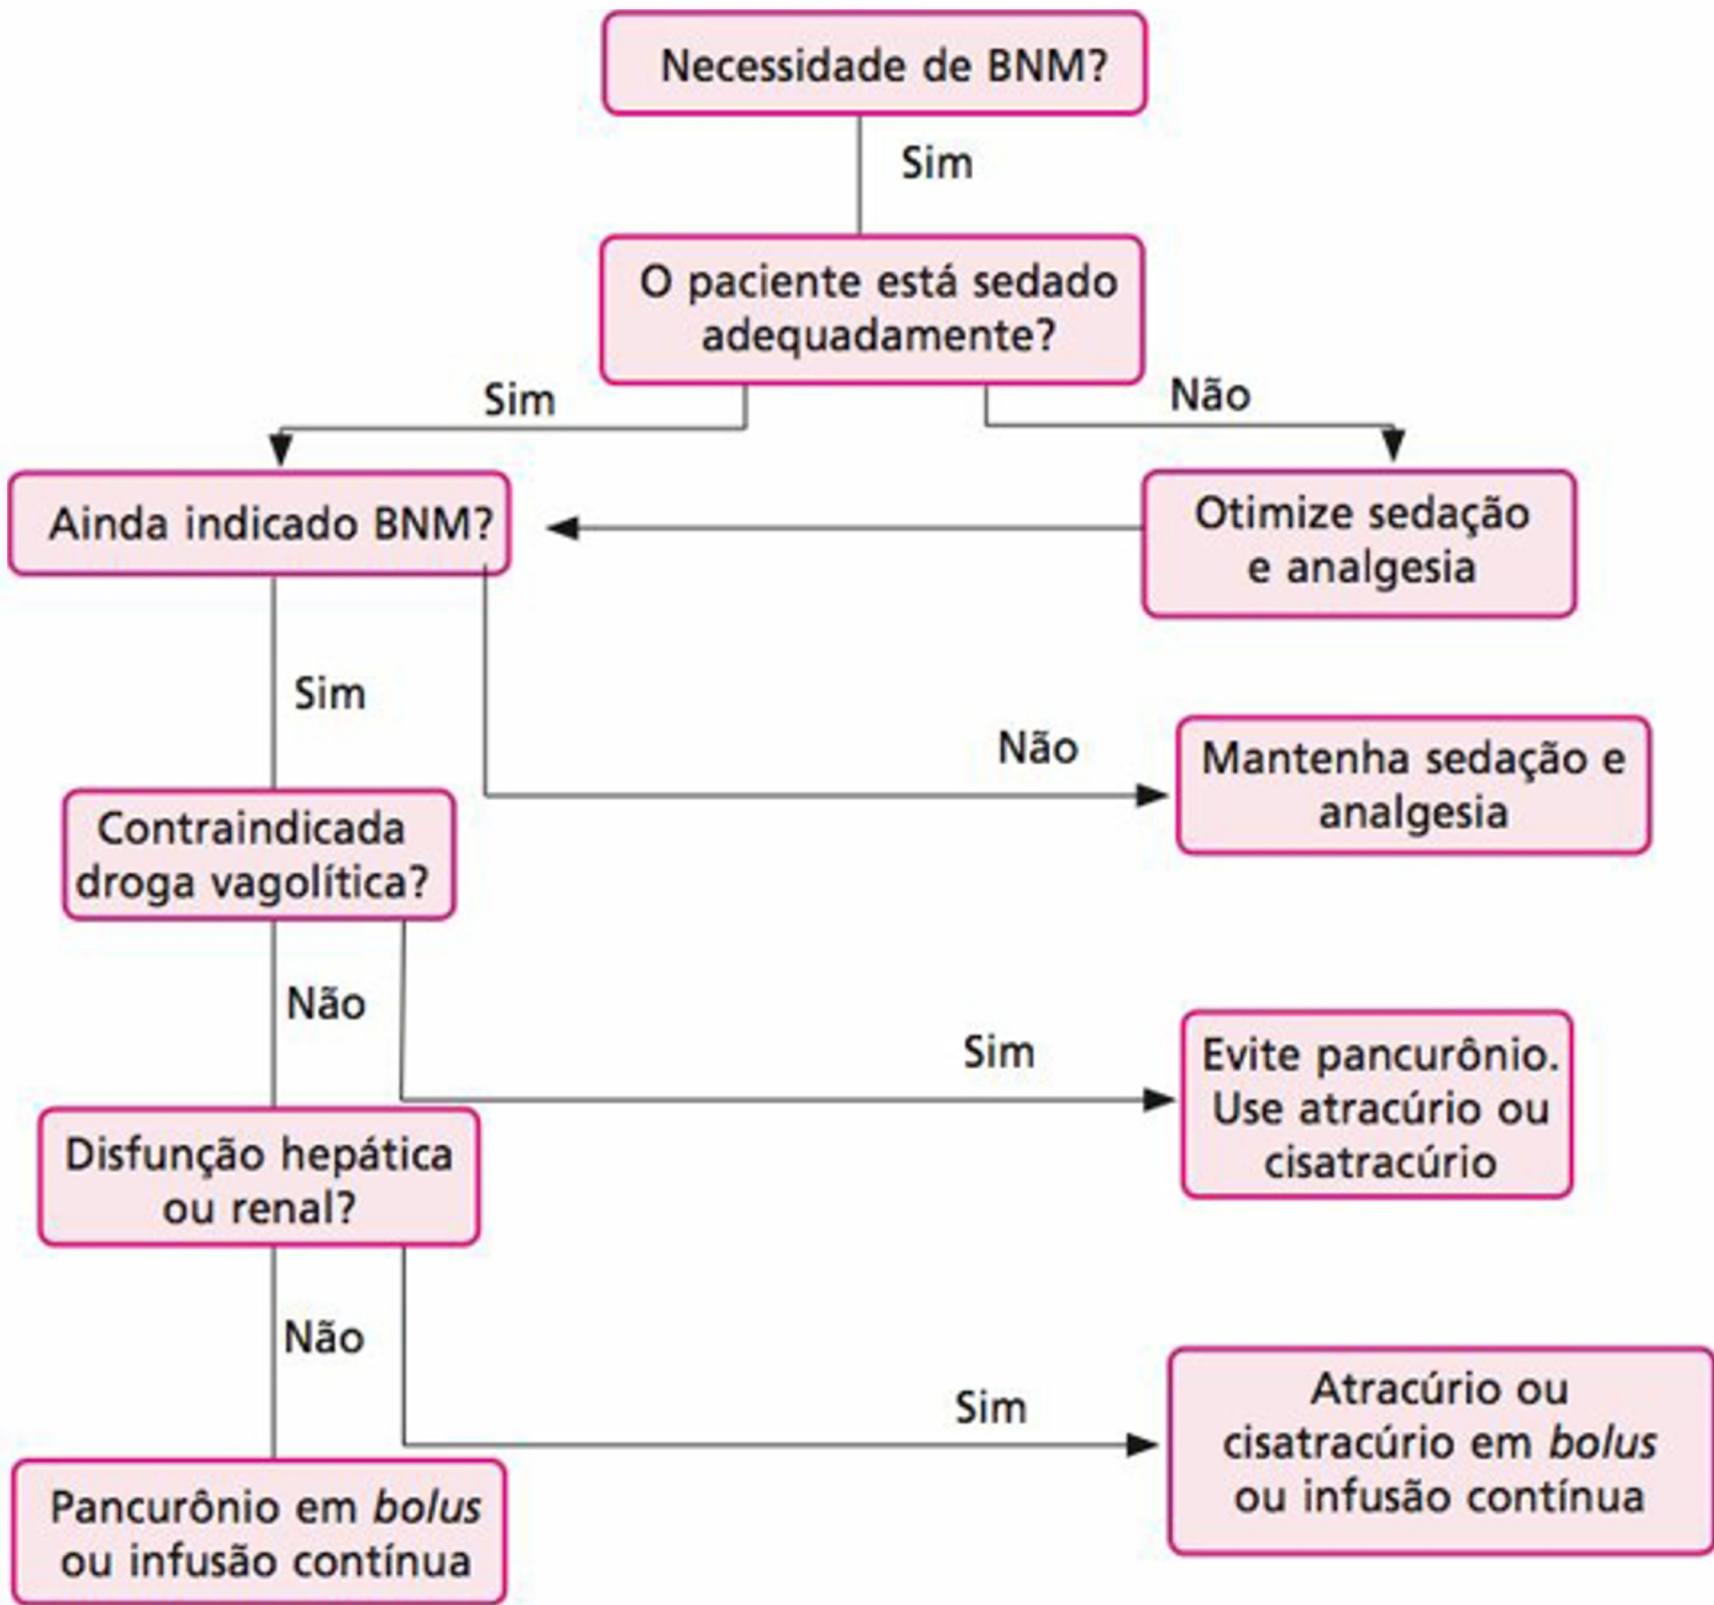 Necessidade de BNM?
Sim
O paciente está sedado
adequadamente?
Sim
Não
Ainda indicado BNM?
Otimize sedação
e analgesia
Sim
Não
Mantenha sedação e
analgesia
Contraindicada
droga vagolítica?
Não
Sim
Evite pancurônio.
Use atracúrio ou
cisatracúrio
Disfunção hepática
ou renal?
Não
Sim
Atracúrio ou
cisatracúrio em bolus
ou infusão contínua
Pancurônio em bolus
ou infusão contínua